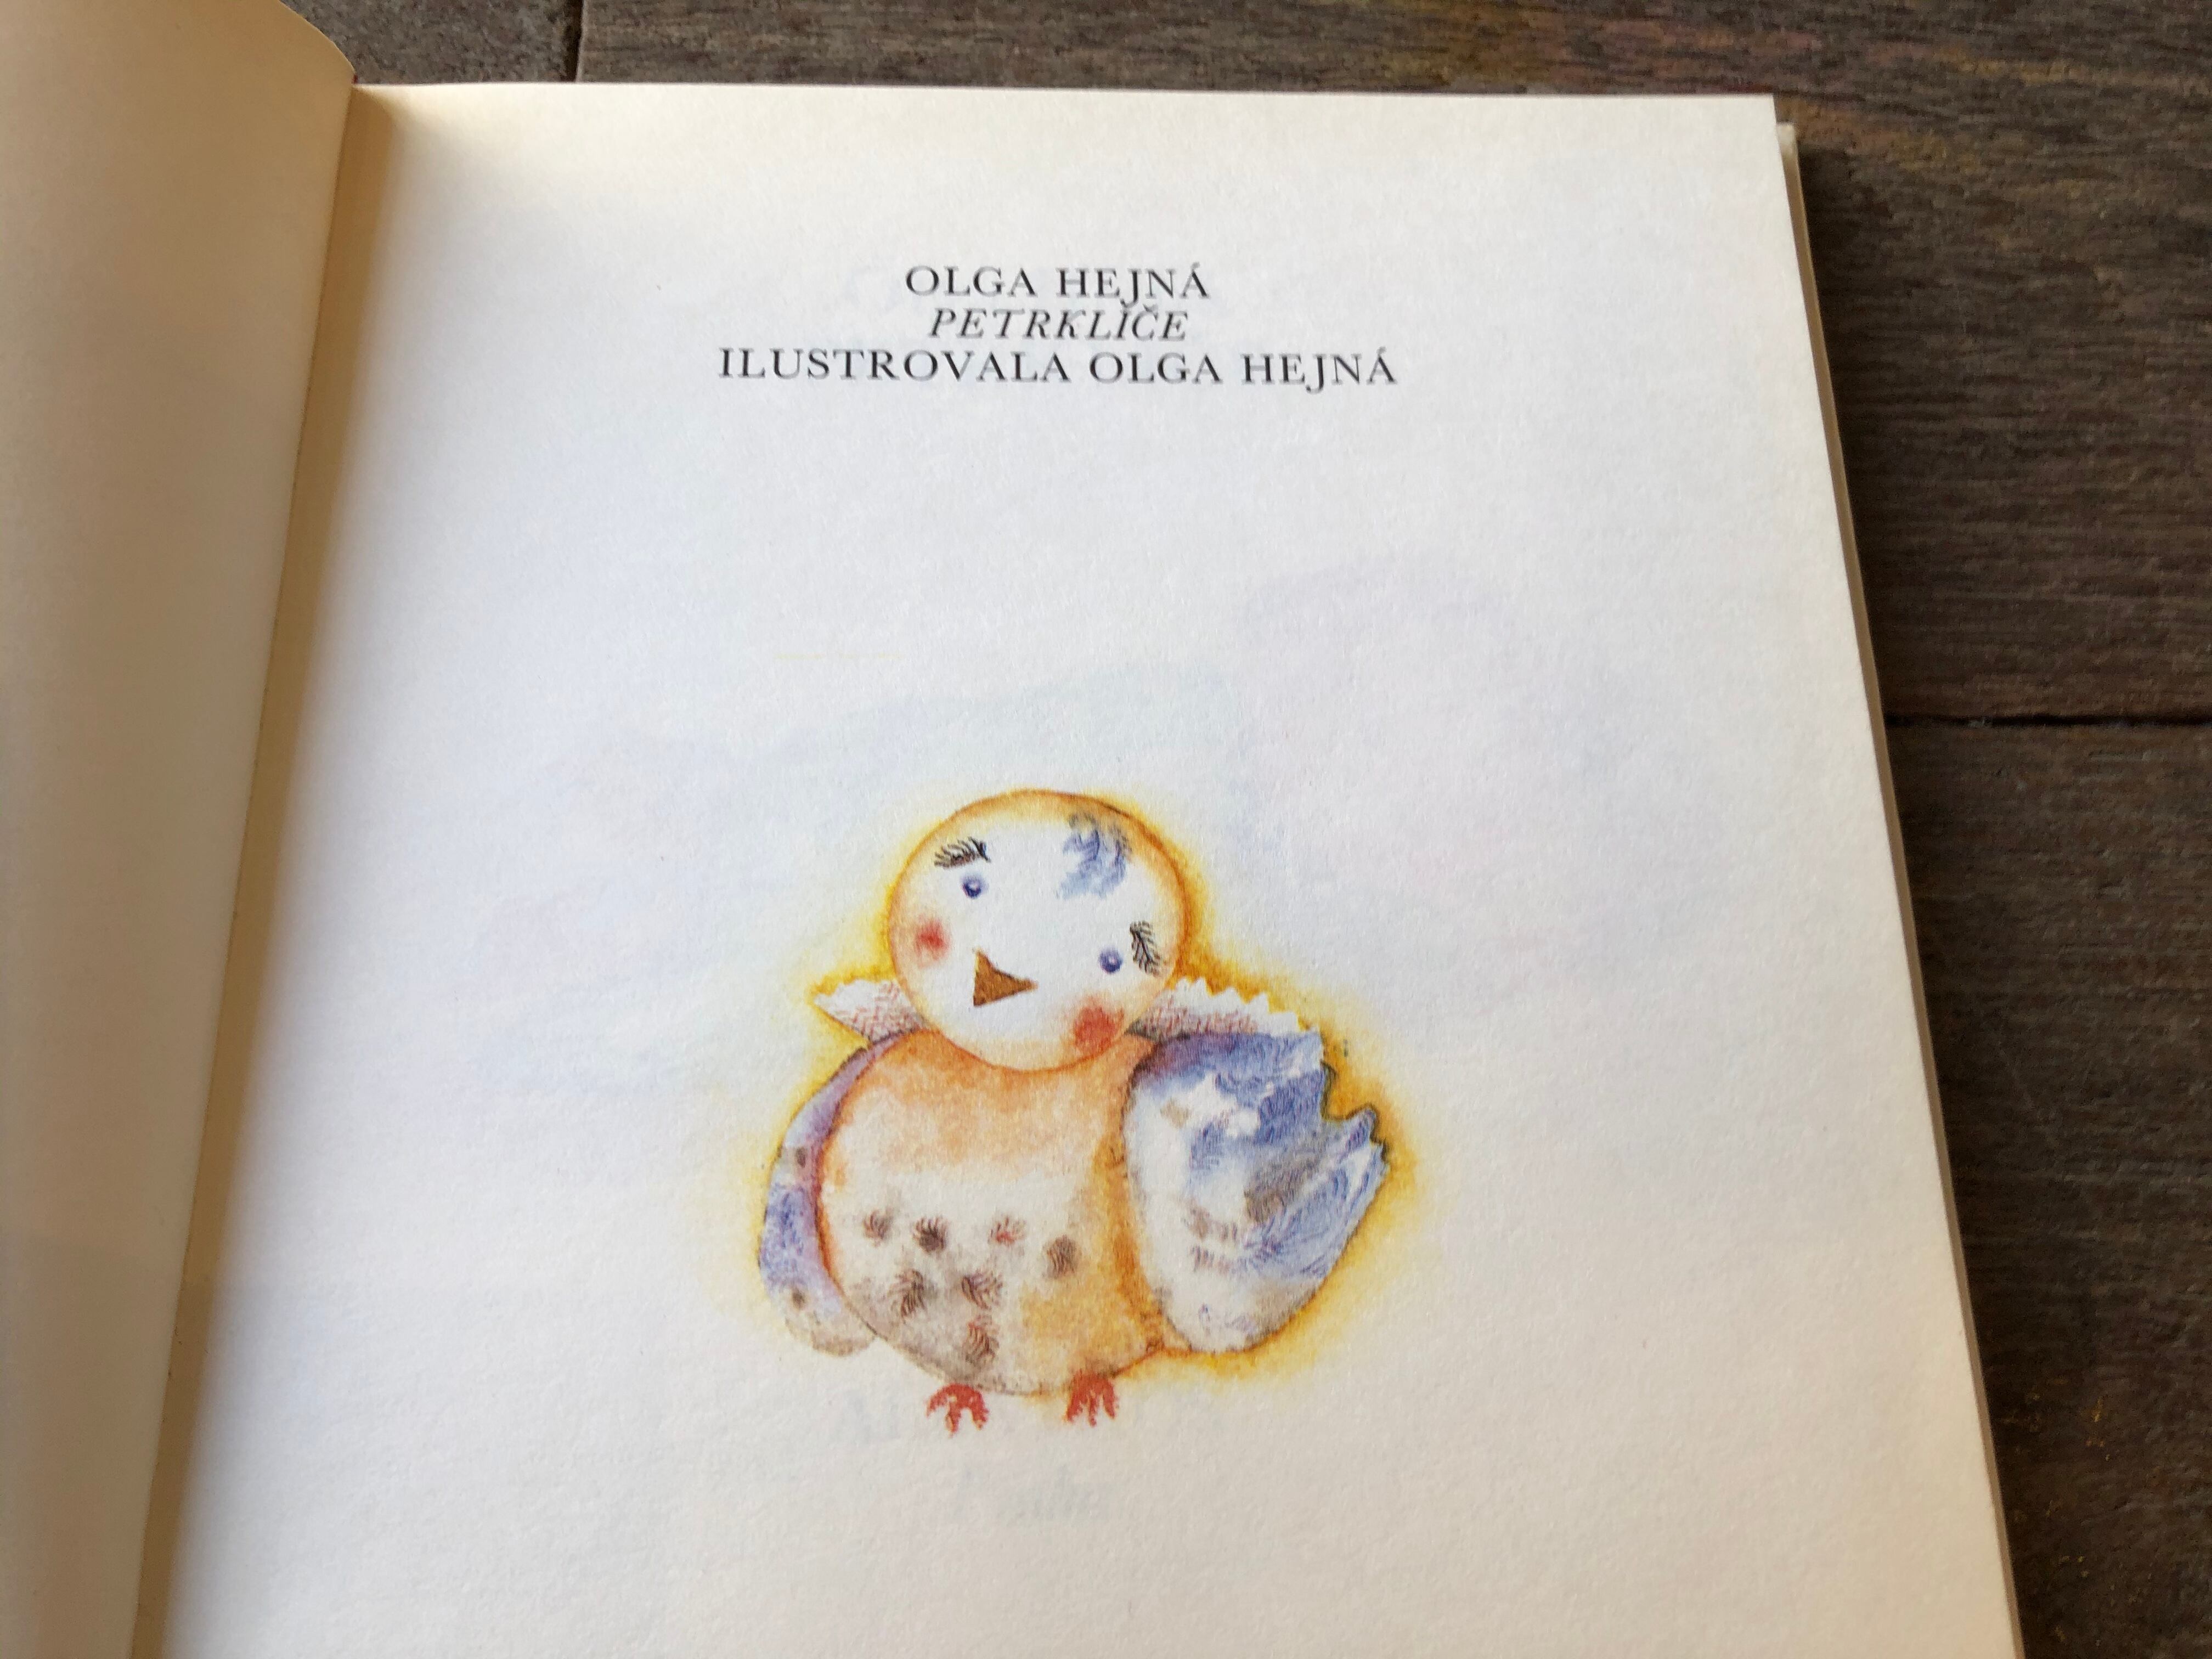 OLGA HEJNÁ
PETRKLÍČE
ILUSTROVALA OLGA HEJNÁ